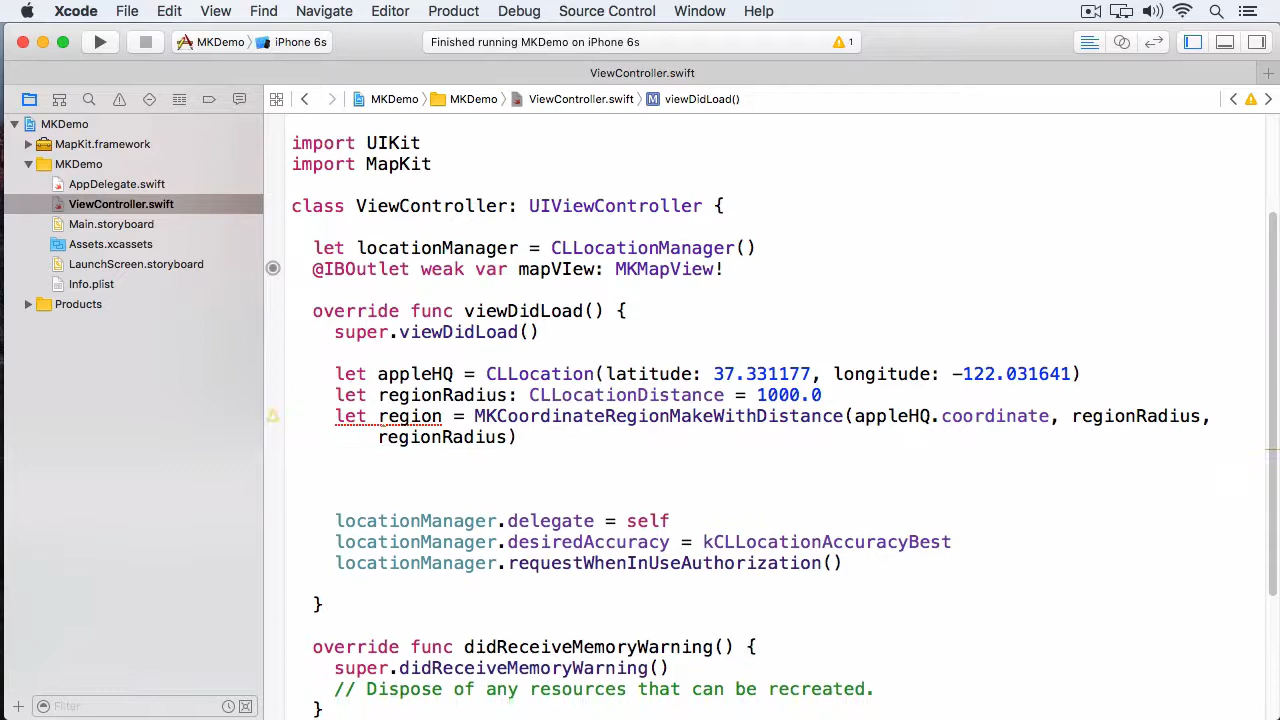 Xcode File Edit View Find Navigate Editor Product Debug Source Control Window Help
MKDemo iPhone 6s Finished running MKDemo on iPhone 6s 1
ViewController.swift
MKDemo MKDemo ViewController.swift M viewDidLoad()
MKDemo
MapKit.framework
MKDemo
AppDelegate.swift
ViewController.swift
Main.storyboard
Assets.xcassets
LaunchScreen.storyboard
Info.plist
Products
Filter
import UIKit
import MapKit
class ViewController: UIViewController {
let locationManager = CLLocationManager()
@IBOutlet weak var mapVIew: MKMapView!
override func viewDidLoad() {
super.viewDidLoad()
let appleHQ = CLLocation(latitude: 37.331177, longitude: -122.031641)
let regionRadius: CLLocationDistance = 1000.0
let region = MKCoordinateRegionMakeWithDistance(appleHQ.coordinate, regionRadius,
regionRadius)
locationManager.delegate = self
locationManager.desiredAccuracy = kCLLocationAccuracyBest
locationManager.requestWhenInUseAuthorization()
}
override func didReceiveMemoryWarning() {
super.didReceiveMemoryWarning()
// Dispose of any resources that can be recreated.
}